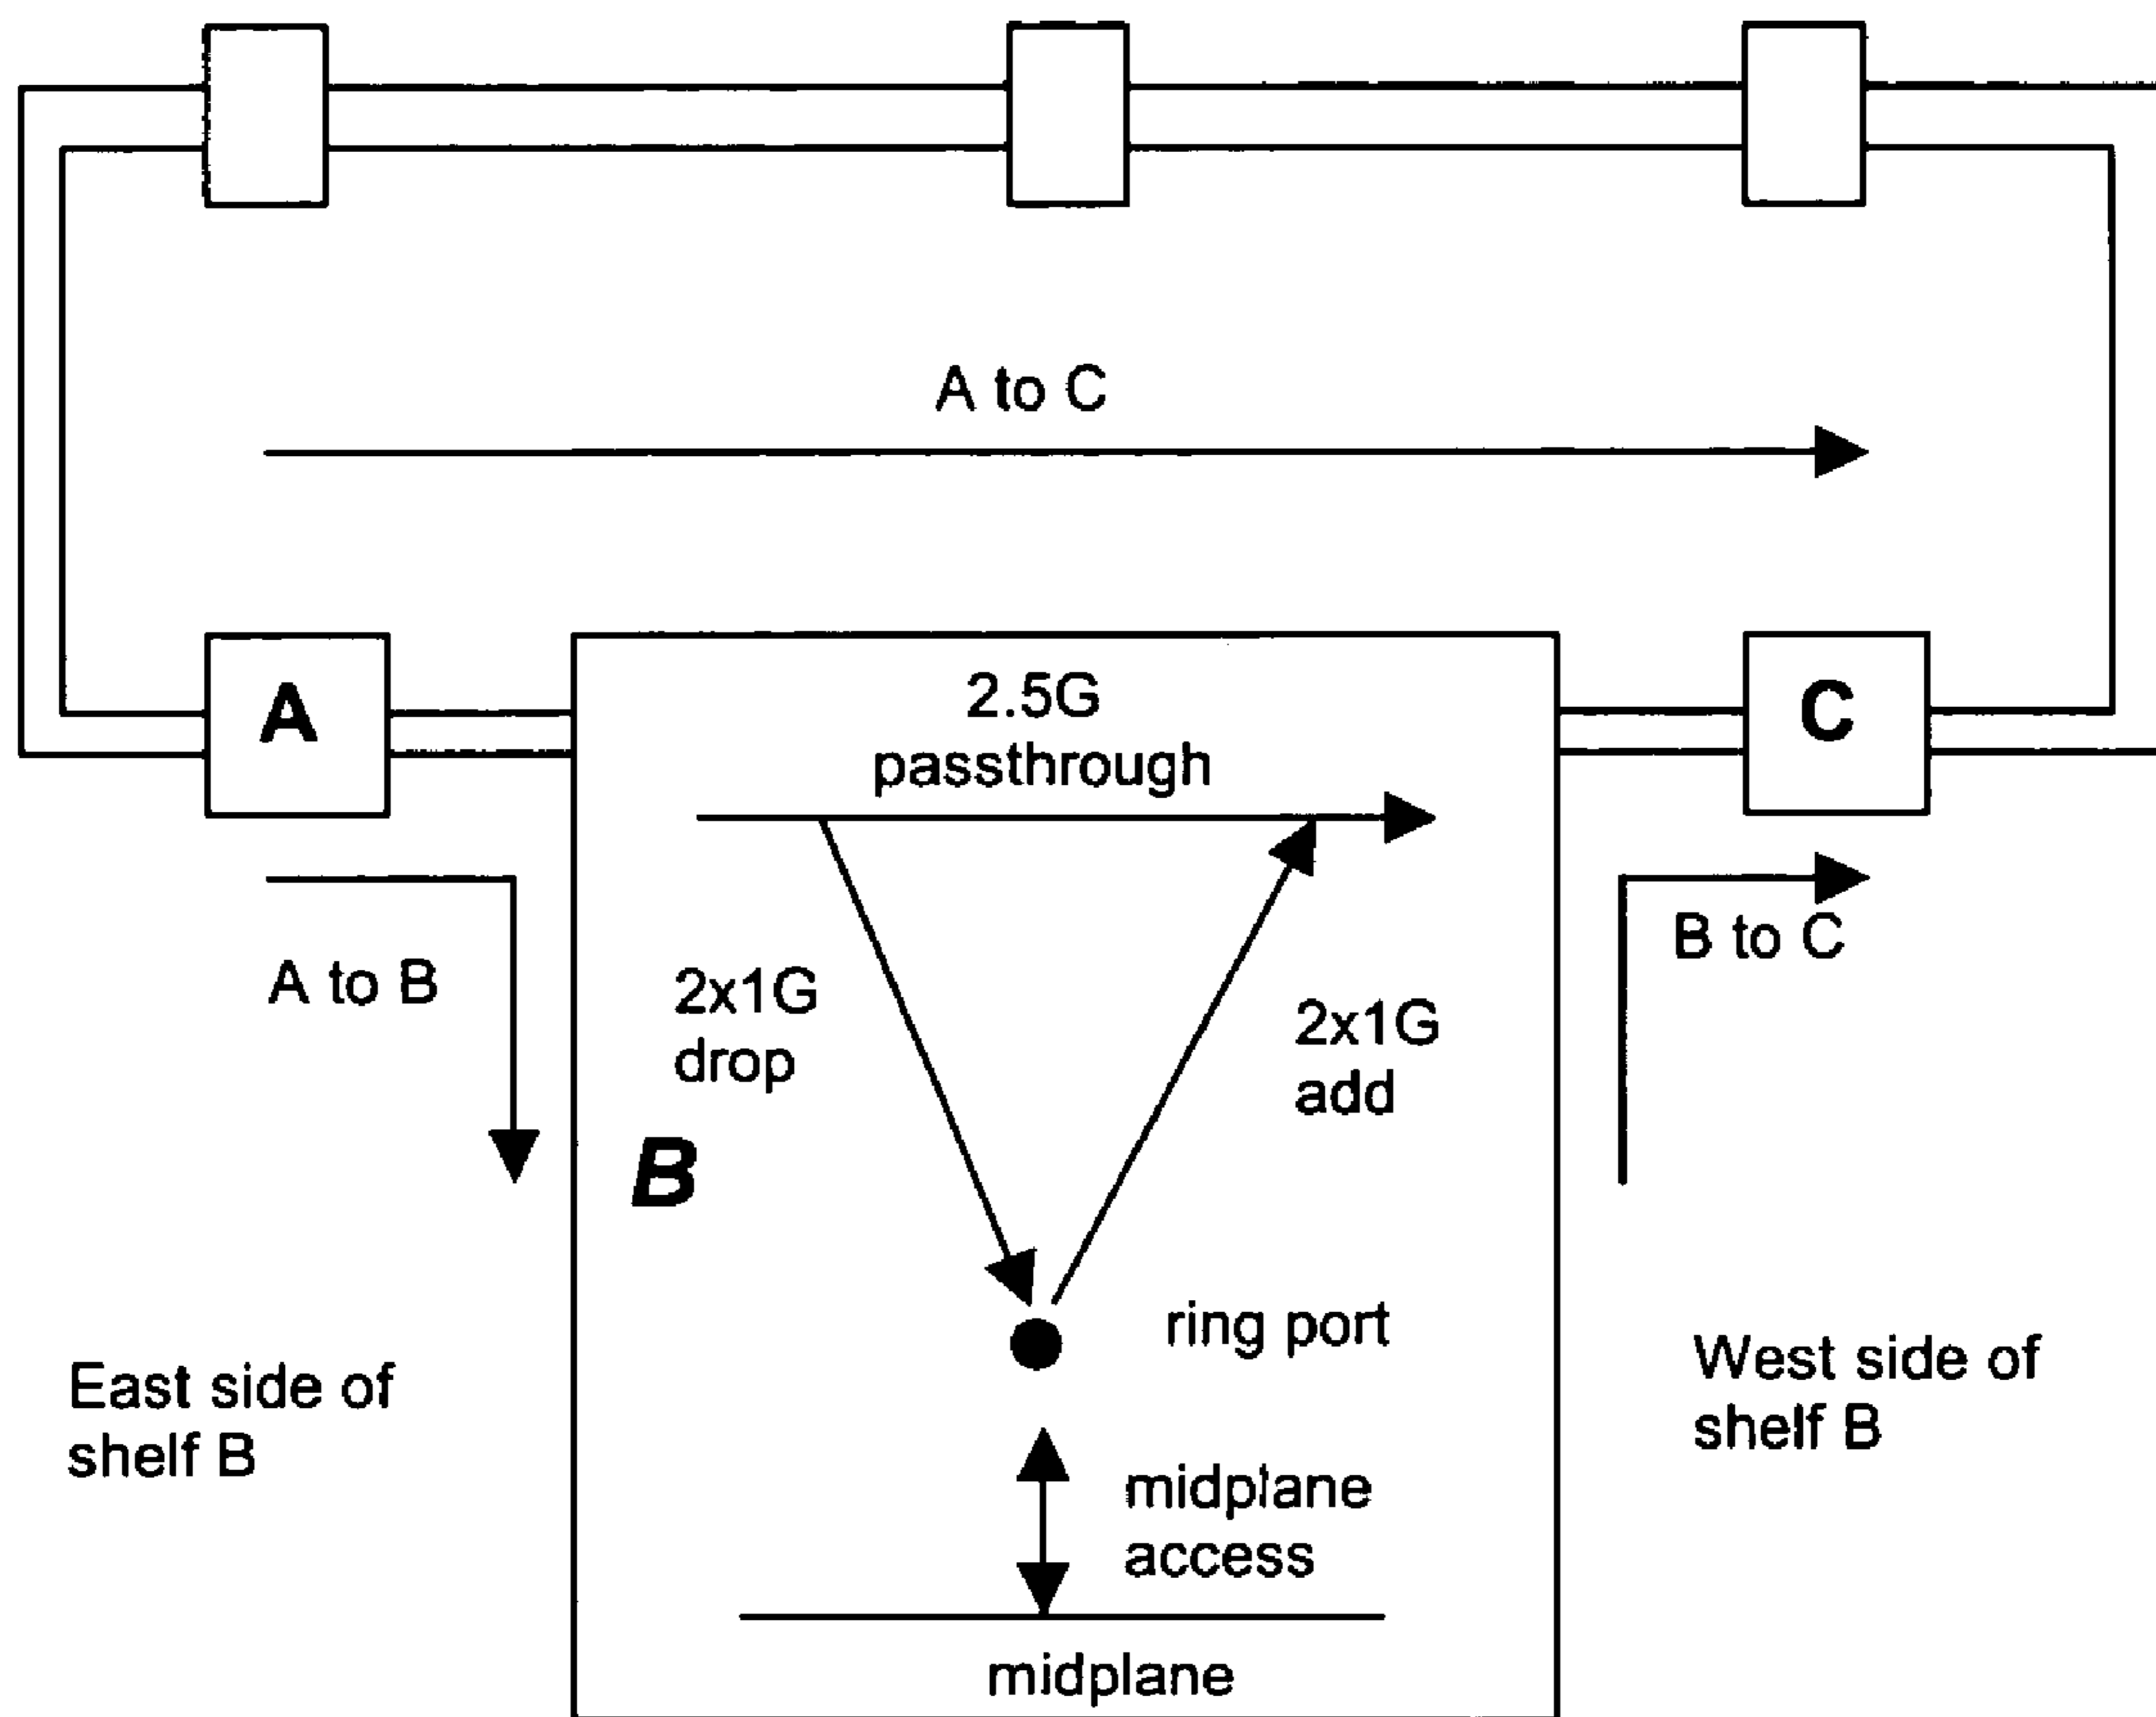 A to C
A
2.5G
passthrough
C
A to B
2x1G
drop
2x1G
add
B to C
B
ring port
East side of
shelf B
West side of
shelf B
midplane
access
midplane